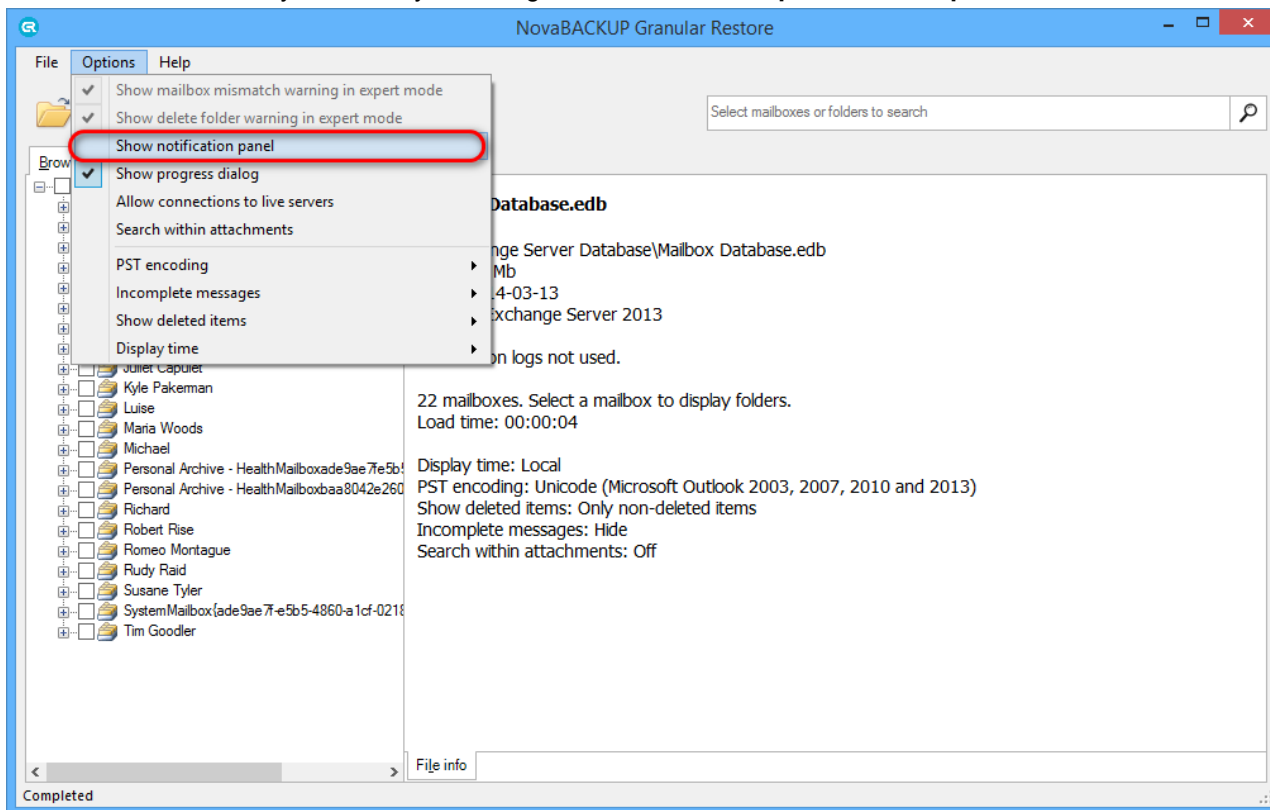 NovaBACKUP Granular Restore
File Options Help
Show mailbox mismatch warning in expert mode
Show delete folder warning in expert mode
Show notification panel
Show progress dialog
Allow connections to live servers
Search within attachments
PST encoding
Incomplete messages
Show deleted items
Display time
Select mailboxes or folders to search
Brow
Juliet Capulet
Kyle Pakerman
Luise
Maria Woods
Michael
Personal Archive - HealthMailboxade9ae7fe5b5
Personal Archive - HealthMailboxbaa8042e260
Richard
Robert Rise
Romeo Montague
Rudy Raid
Susane Tyler
SystemMailbox{ade9ae7f-e5b5-4860-a1cf-0218
Tim Goodler
Database.edb
nge Server Database\Mailbox Database.edb
Mb
4-03-13
Exchange Server 2013
on logs not used.
22 mailboxes. Select a mailbox to display folders.
Load time: 00:00:04
Display time: Local
PST encoding: Unicode (Microsoft Outlook 2003, 2007, 2010 and 2013)
Show deleted items: Only non-deleted items
Incomplete messages: Hide
Search within attachments: Off
File info
Completed